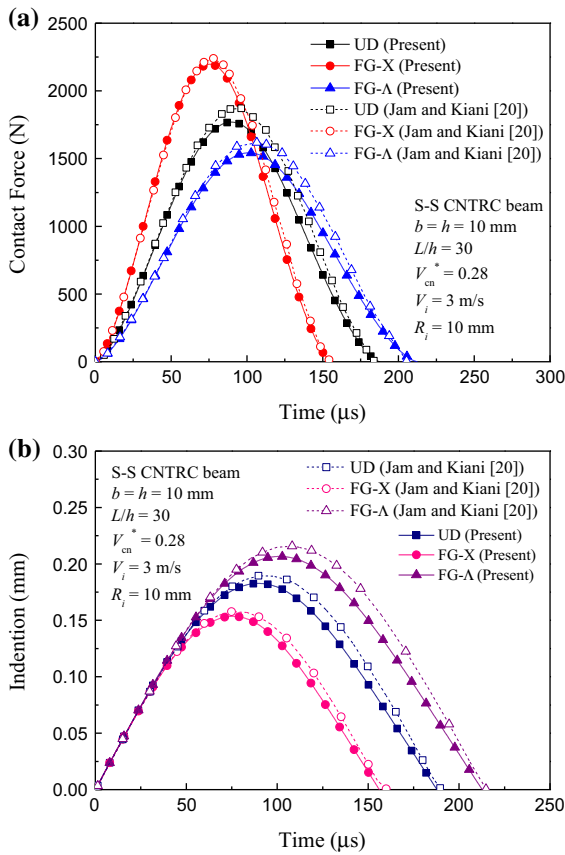 (a)
2500
2000
1500
1000
500
0
Contact Force (N)
UD (Present)
FG-X (Present)
FG-Λ (Present)
UD (Jam and Kiani [20])
FG-X (Jam and Kiani [20])
FG-Λ (Jam and Kiani [20])
S-S CNTRC beam
b = h = 10 mm
L/h = 30
V*cn = 0.28
Vi = 3 m/s
Ri = 10 mm
0 50 100 150 200 250 300
Time (μs)
(b)
0.30
0.25
0.20
0.15
0.10
0.05
0.00
Indention (mm)
S-S CNTRC beam
b = h = 10 mm
L/h = 30
V*cn = 0.28
Vi = 3 m/s
Ri = 10 mm
UD (Jam and Kiani [20])
FG-X (Jam and Kiani [20])
FG-Λ (Jam and Kiani [20])
UD (Present)
FG-X (Present)
FG-Λ (Present)
0 50 100 150 200 250
Time (μs)